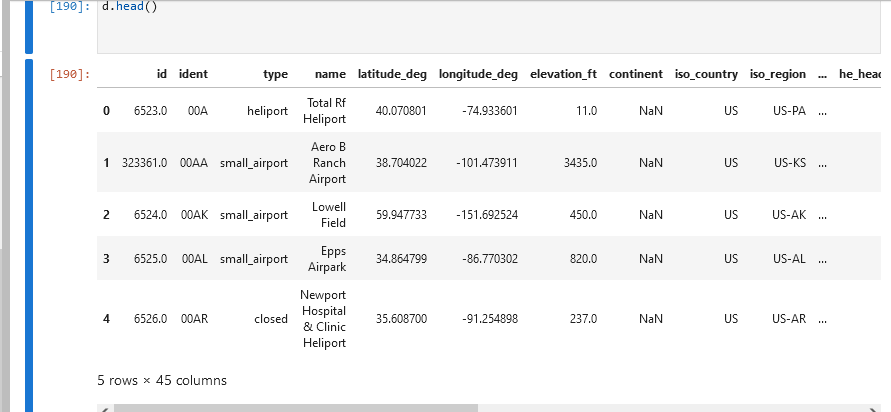 [190]: d.head()
[190]: id ident type name latitude_deg longitude_deg elevation_ft continent iso_country iso_region ... he_head
0 6523.0 00A heliport Total Rf Heliport 40.070801 -74.933601 11.0 NaN US US-PA ...
1 323361.0 00AA small_airport Aero B Ranch Airport 38.704022 -101.473911 3435.0 NaN US US-KS ...
2 6524.0 00AK small_airport Lowell Field 59.947733 -151.692524 450.0 NaN US US-AK ...
3 6525.0 00AL small_airport Epps Airpark 34.864799 -86.770302 820.0 NaN US US-AL ...
4 6526.0 00AR closed Newport Hospital & Clinic Heliport 35.608700 -91.254898 237.0 NaN US US-AR ...
5 rows × 45 columns